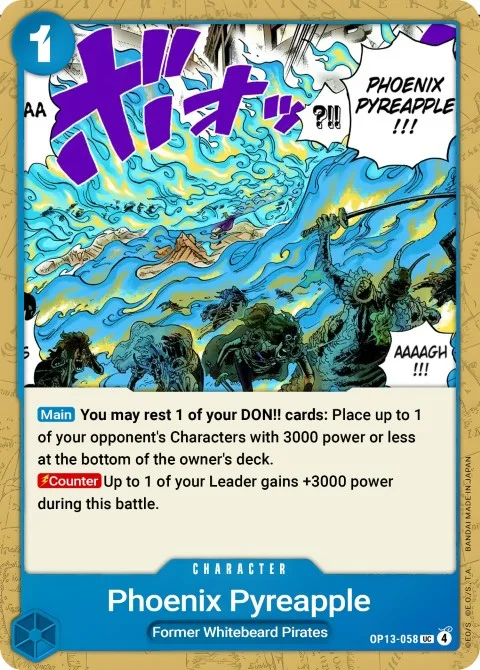 1
AA
ボオッ
?!!
PHOENIX
PYREAPPLE
!!!
AAAAGH
!!!
Main You may rest 1 of your DON!! cards: Place up to 1
of your opponent's Characters with 3000 power or less
at the bottom of the owner's deck.
Counter Up to 1 of your Leader gains +3000 power
during this battle.
CHARACTER
Phoenix Pyreapple
Former Whitebeard Pirates
OP13-058 UC 4
BANDAI MADE IN JAPAN